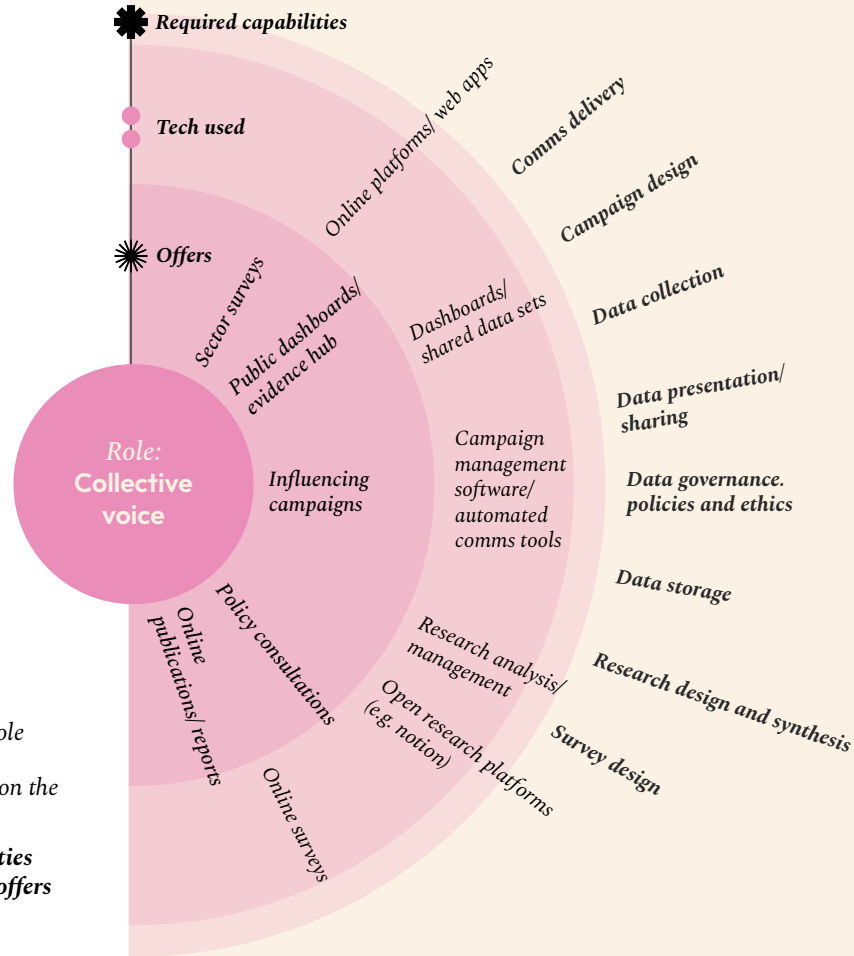 Required capabilities
Tech used
Offers
Role:
Collective
voice
Sector surveys
Public dashboards/
evidence hub
Influencing
campaigns
Policy consultations
Online
publications/ reports
Online platforms/ web apps
Dashboards/
shared data sets
Campaign
management
software/
automated
comms tools
Research analysis/
management
Open research platforms
(e.g. notion)
Online surveys
Comms delivery
Campaign design
Data collection
Data presentation/
sharing
Data governance.
policies and ethics
Data storage
Research design and synthesis
Survey design
ole
on the
ties
offers